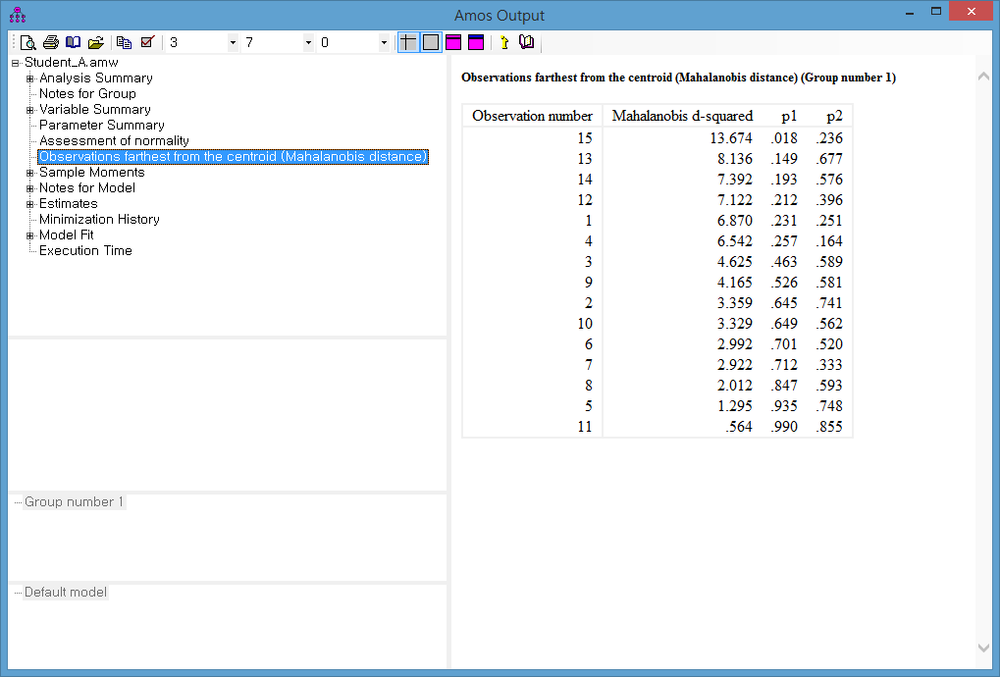 Amos Output
3 7 0
Student_A.amw
Analysis Summary
Notes for Group
Variable Summary
Parameter Summary
Assessment of normality
Observations farthest from the centroid (Mahalanobis distance)
Sample Moments
Notes for Model
Estimates
Minimization History
Model Fit
Execution Time
Group number 1
Default model
Observations farthest from the centroid (Mahalanobis distance) (Group number 1)
Observation number Mahalanobis d-squared p1 p2
15 13.674 .018 .236
13 8.136 .149 .677
14 7.392 .193 .576
12 7.122 .212 .396
1 6.870 .231 .251
4 6.542 .257 .164
3 4.625 .463 .589
9 4.165 .526 .581
2 3.359 .645 .741
10 3.329 .649 .562
6 2.992 .701 .520
7 2.922 .712 .333
8 2.012 .847 .593
5 1.295 .935 .748
11 .564 .990 .855